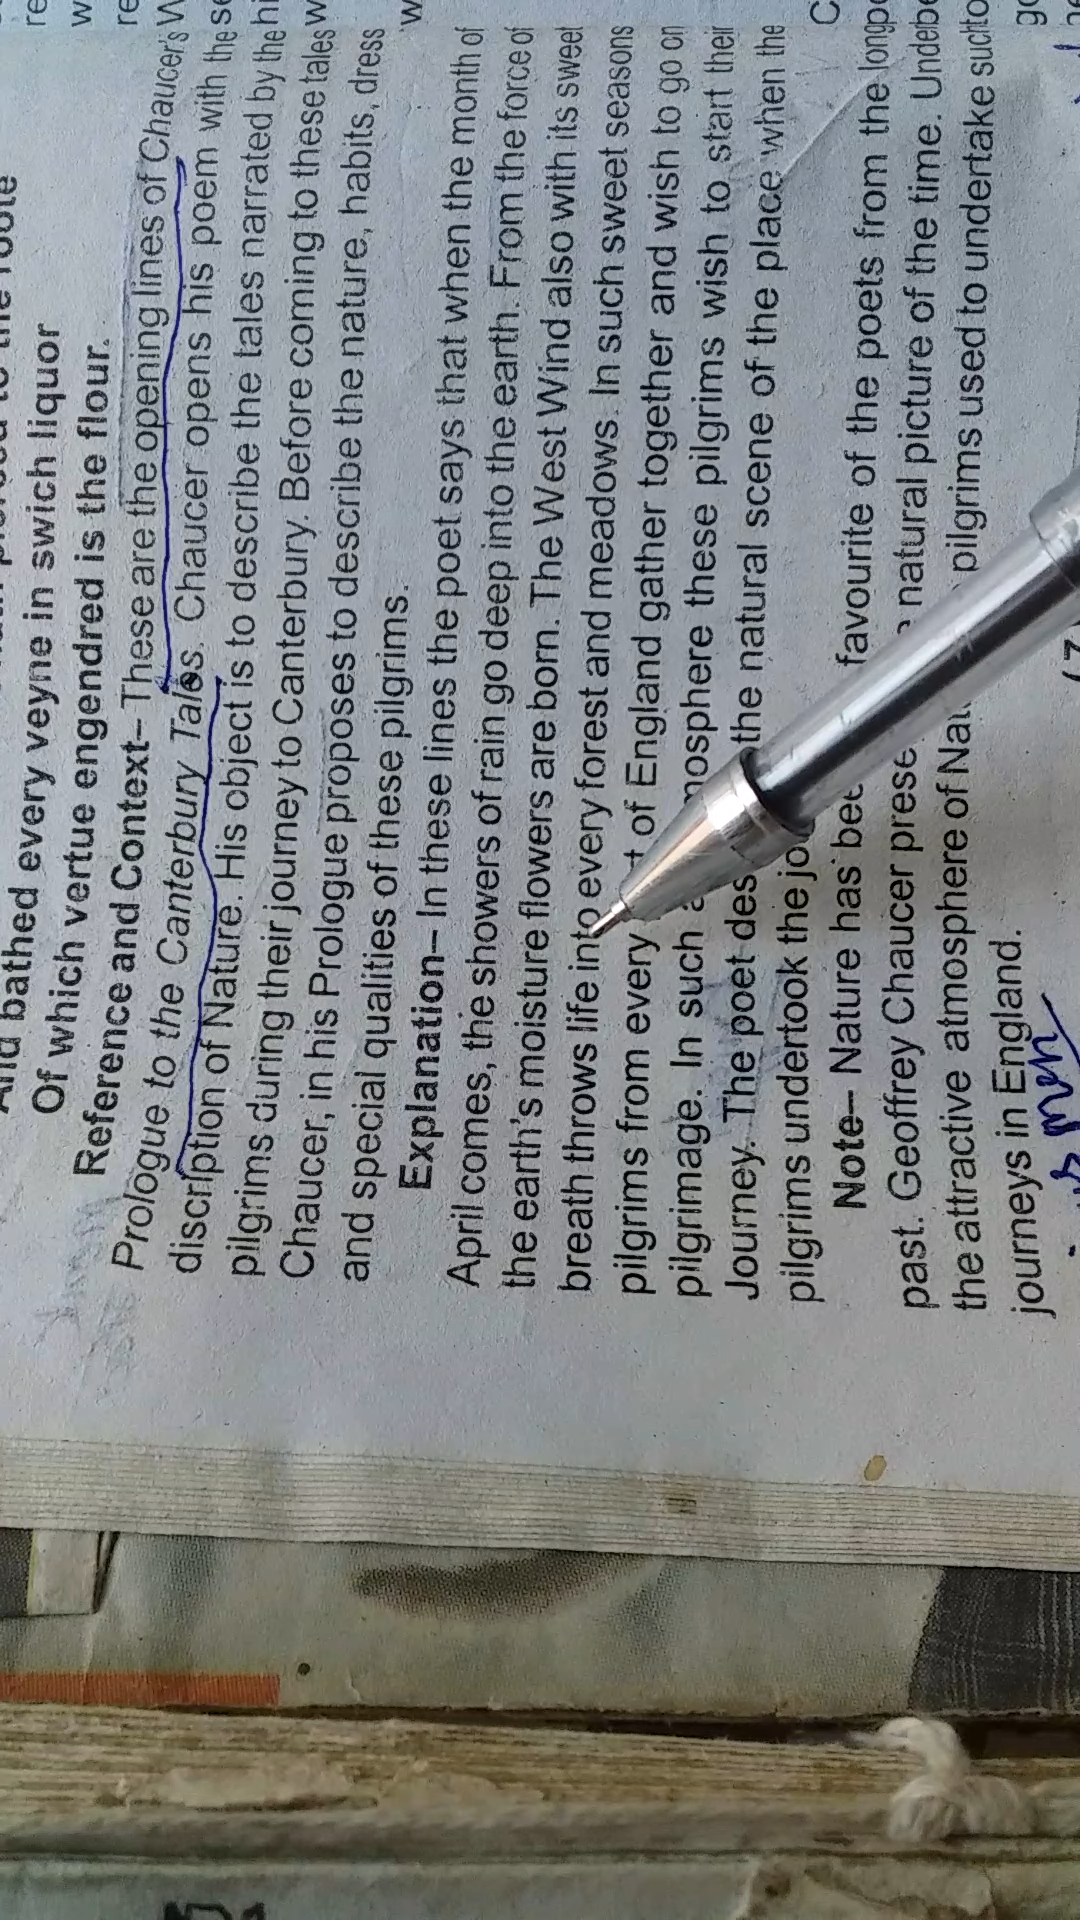 And bathed every veyne in swich liquor
Of which vertue engendred is the flour.
Reference and Context– These are the opening lines of Chaucer's
Prologue to the Canterbury Tales. Chaucer opens his poem with the
discription of Nature. His object is to describe the tales narrated by the
pilgrims during their journey to Canterbury. Before coming to these tales
Chaucer, in his Prologue proposes to describe the nature, habits, dress
and special qualities of these pilgrims.
Explanation– In these lines the poet says that when the month of
April comes, the showers of rain go deep into the earth. From the force of
the earth's moisture flowers are born. The West Wind also with its sweet
breath throws life into every forest and meadows. In such sweet seasons
pilgrims from every of England gather together and wish to go on
pilgrimage. In such these pilgrims wish to start their
Journey. The poet the natural scene of the place when the
pilgrims undertook the
Note– Nature has favourite of the poets from the long
past. Geoffrey Chaucer natural picture of the time.
the attractive atmosphere of pilgrims used to undertake such
journeys in England.
men